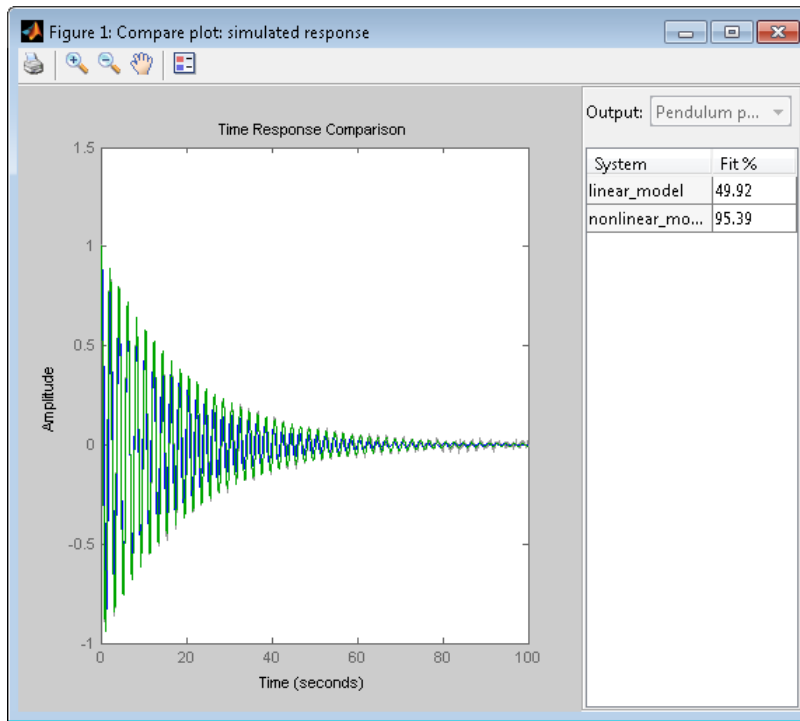 Figure 1: Compare plot: simulated response
Time Response Comparison
1.5
1
0.5
0
-0.5
-1
Amplitude
0 20 40 60 80 100
Time (seconds)
Output: Pendulum p...
System Fit %
linear_model 49.92
nonlinear_mo... 95.39